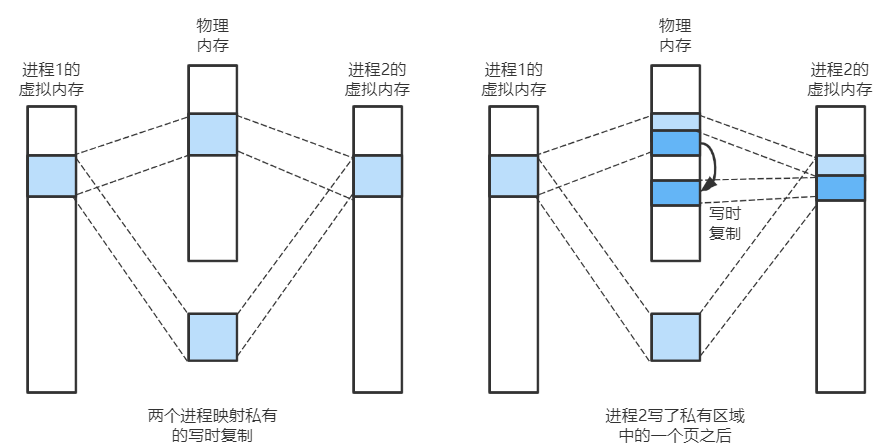 物理
内存
进程1的
虚拟内存
进程2的
虚拟内存
两个进程映射私有
的写时复制
物理
内存
进程1的
虚拟内存
进程2的
虚拟内存
写时
复制
进程2写了私有区域
中的一个页之后